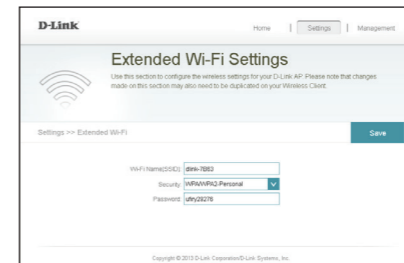 D-Link
Home | Settings | Management
Extended Wi-Fi Settings
Use this section to configure the wireless settings for your D-Link AP. Please note that changes
made on this section may also need to be duplicated on your Wireless Client.
Settings >> Extended Wi-Fi
Save
Wi-Fi Name(SSID): dlink-7B63
Security: WPA/WPA2-Personal
Password: ufiry28276
Copyright © 2013 D-Link Corporation/D-Link Systems, Inc.